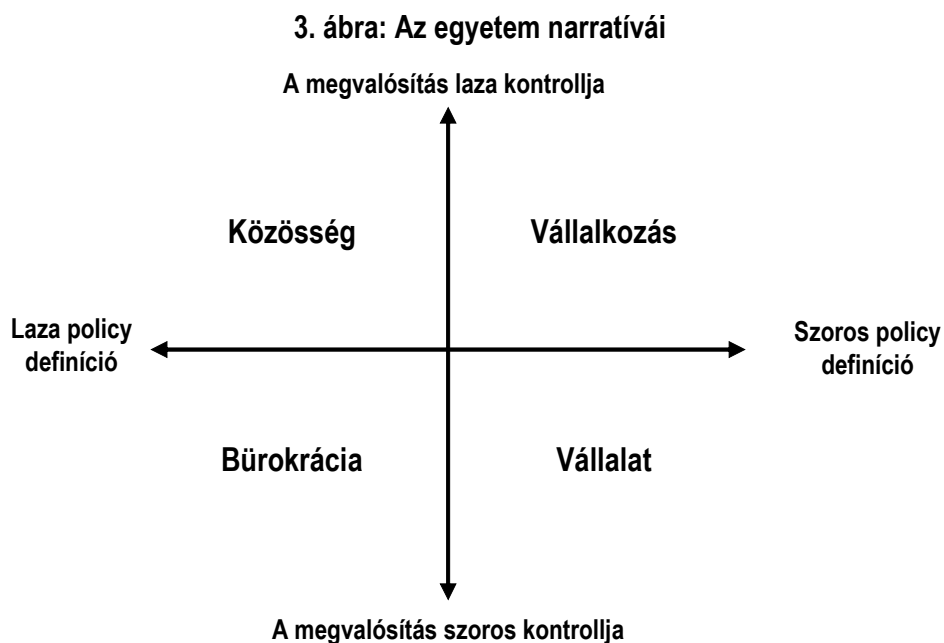 3. ábra: Az egyetem narratívái
A megvalósítás laza kontrollja
Közösség
Vállalkozás
Laza policy
definíció
Szoros policy
definíció
Bürokrácia
Vállalat
A megvalósítás szoros kontrollja